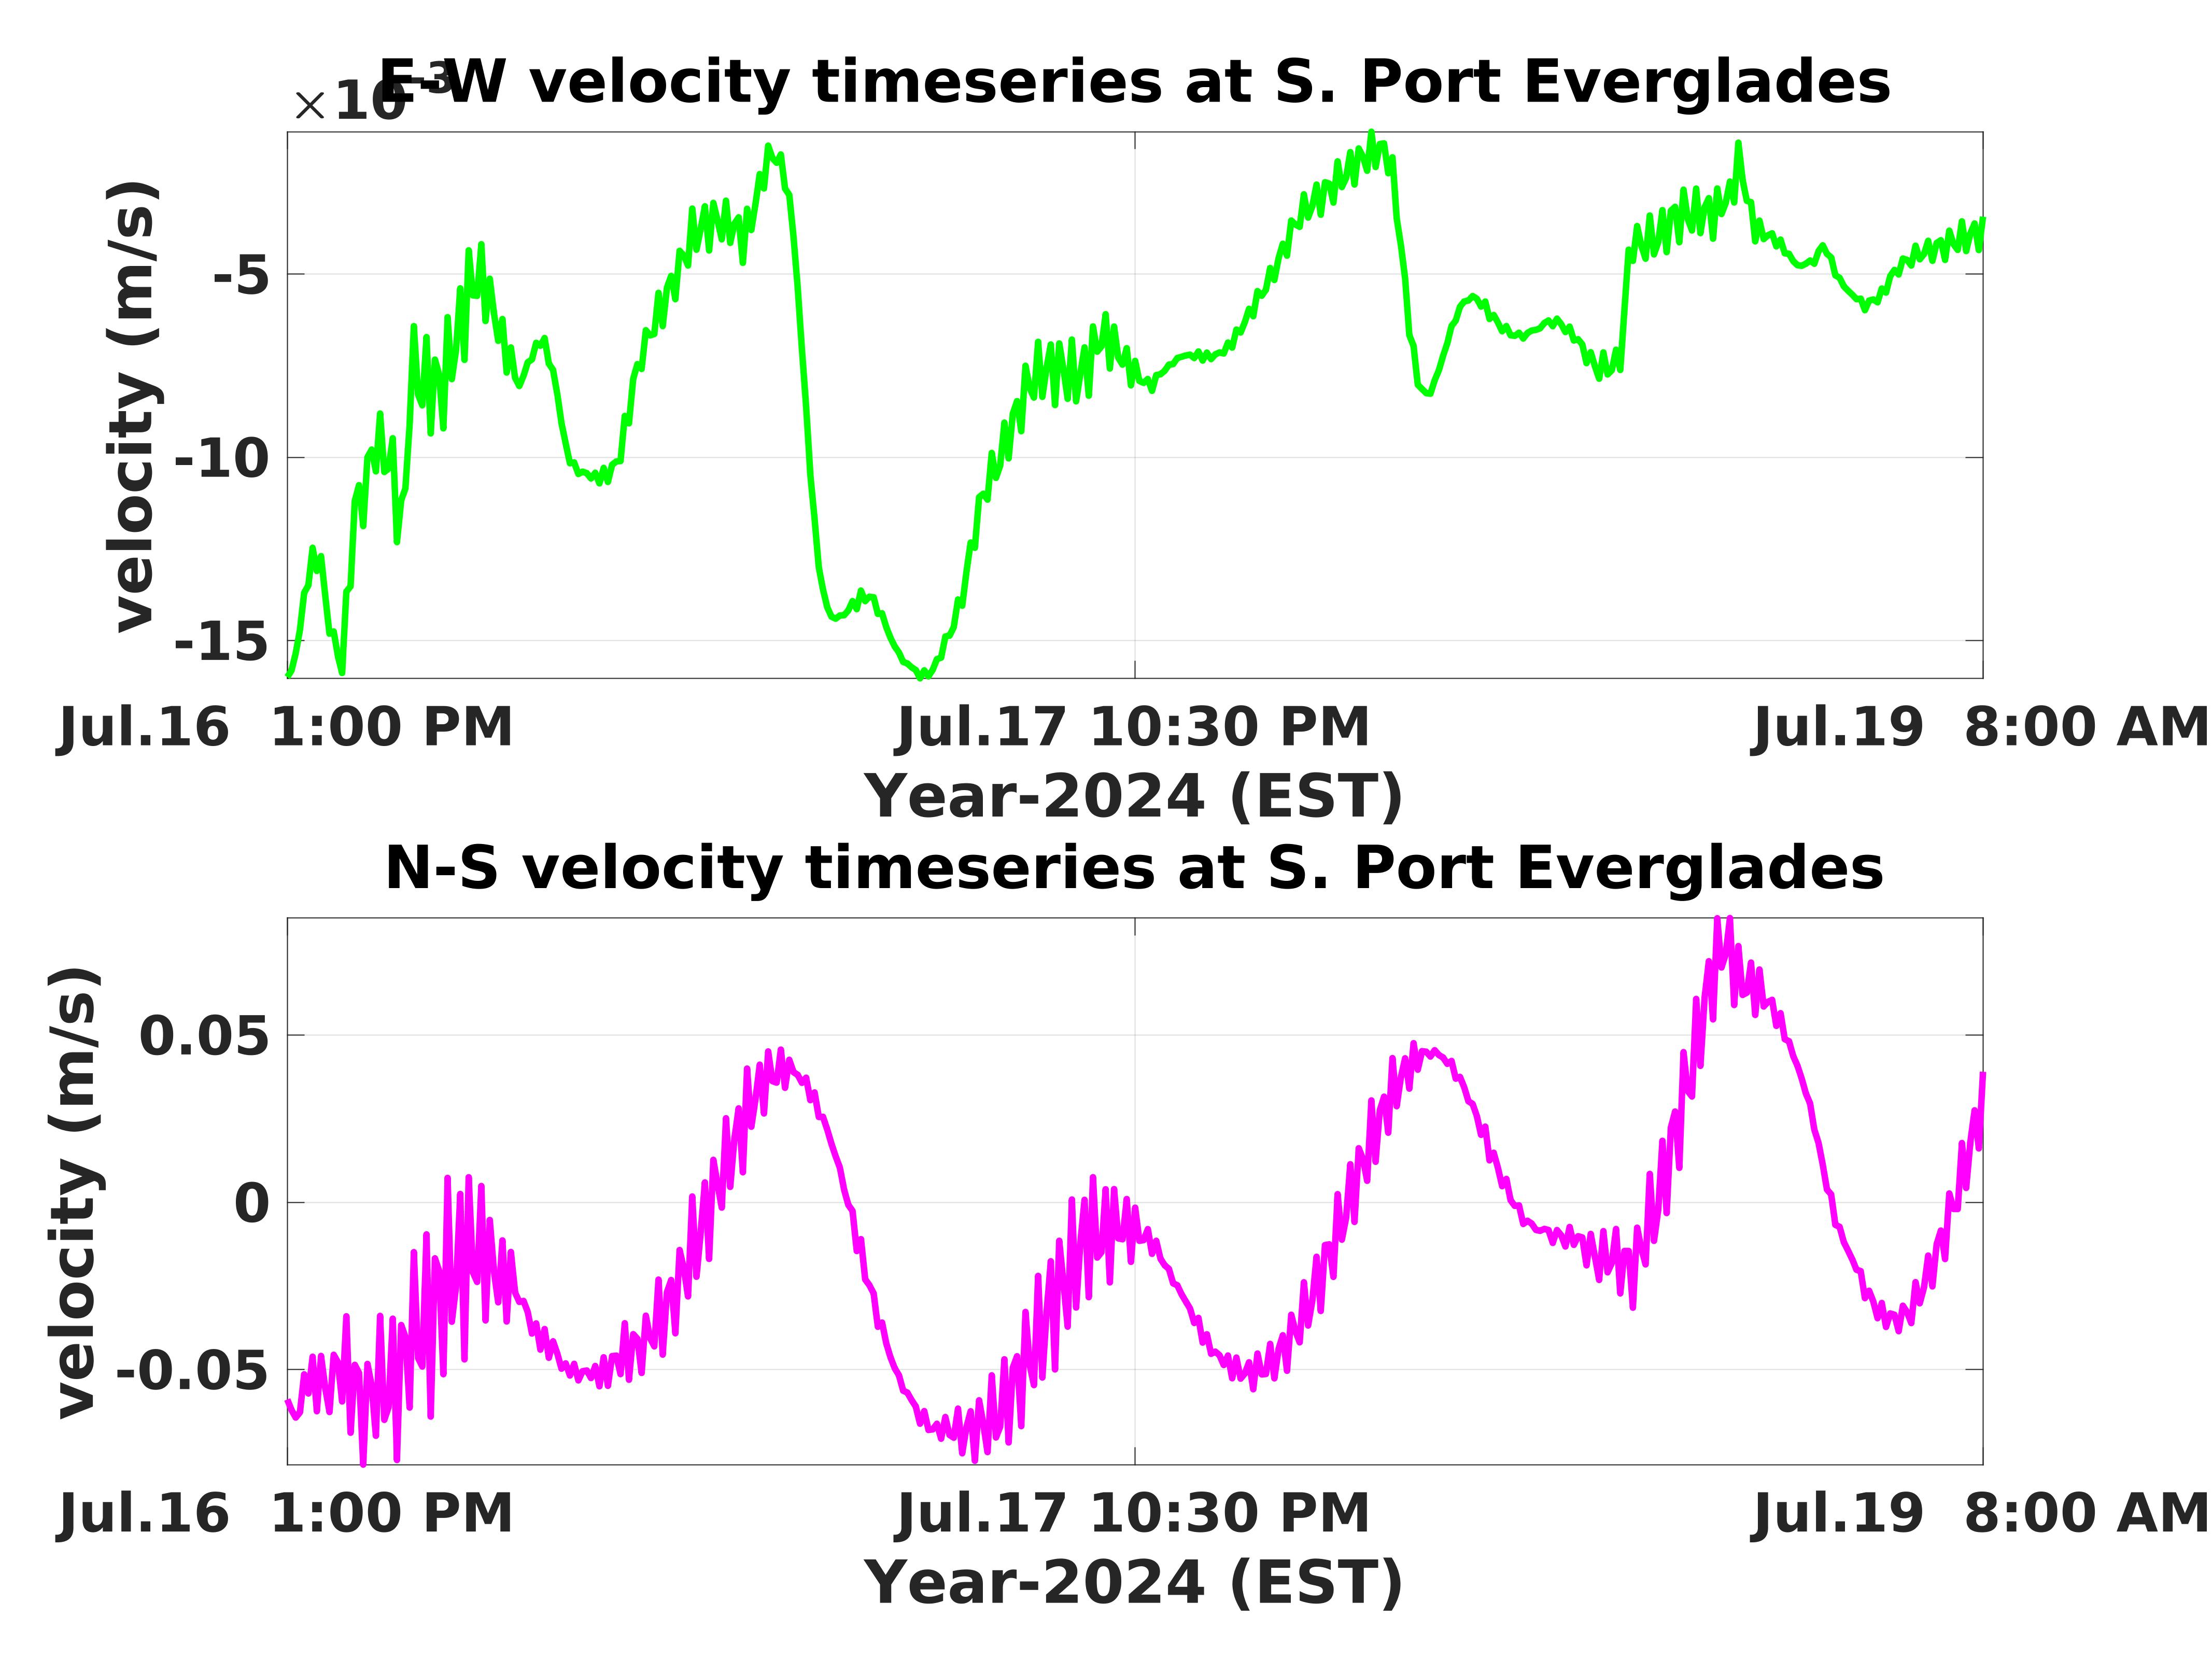 E-W velocity timeseries at S. Port Everglades
×10-3
velocity (m/s)
-5
-10
-15
Jul.16  1:00 PM Jul.17 10:30 PM Jul.19  8:00 AM
Year-2024 (EST)
N-S velocity timeseries at S. Port Everglades
velocity (m/s)
0.05
0
-0.05
Jul.16  1:00 PM Jul.17 10:30 PM Jul.19  8:00 AM
Year-2024 (EST)